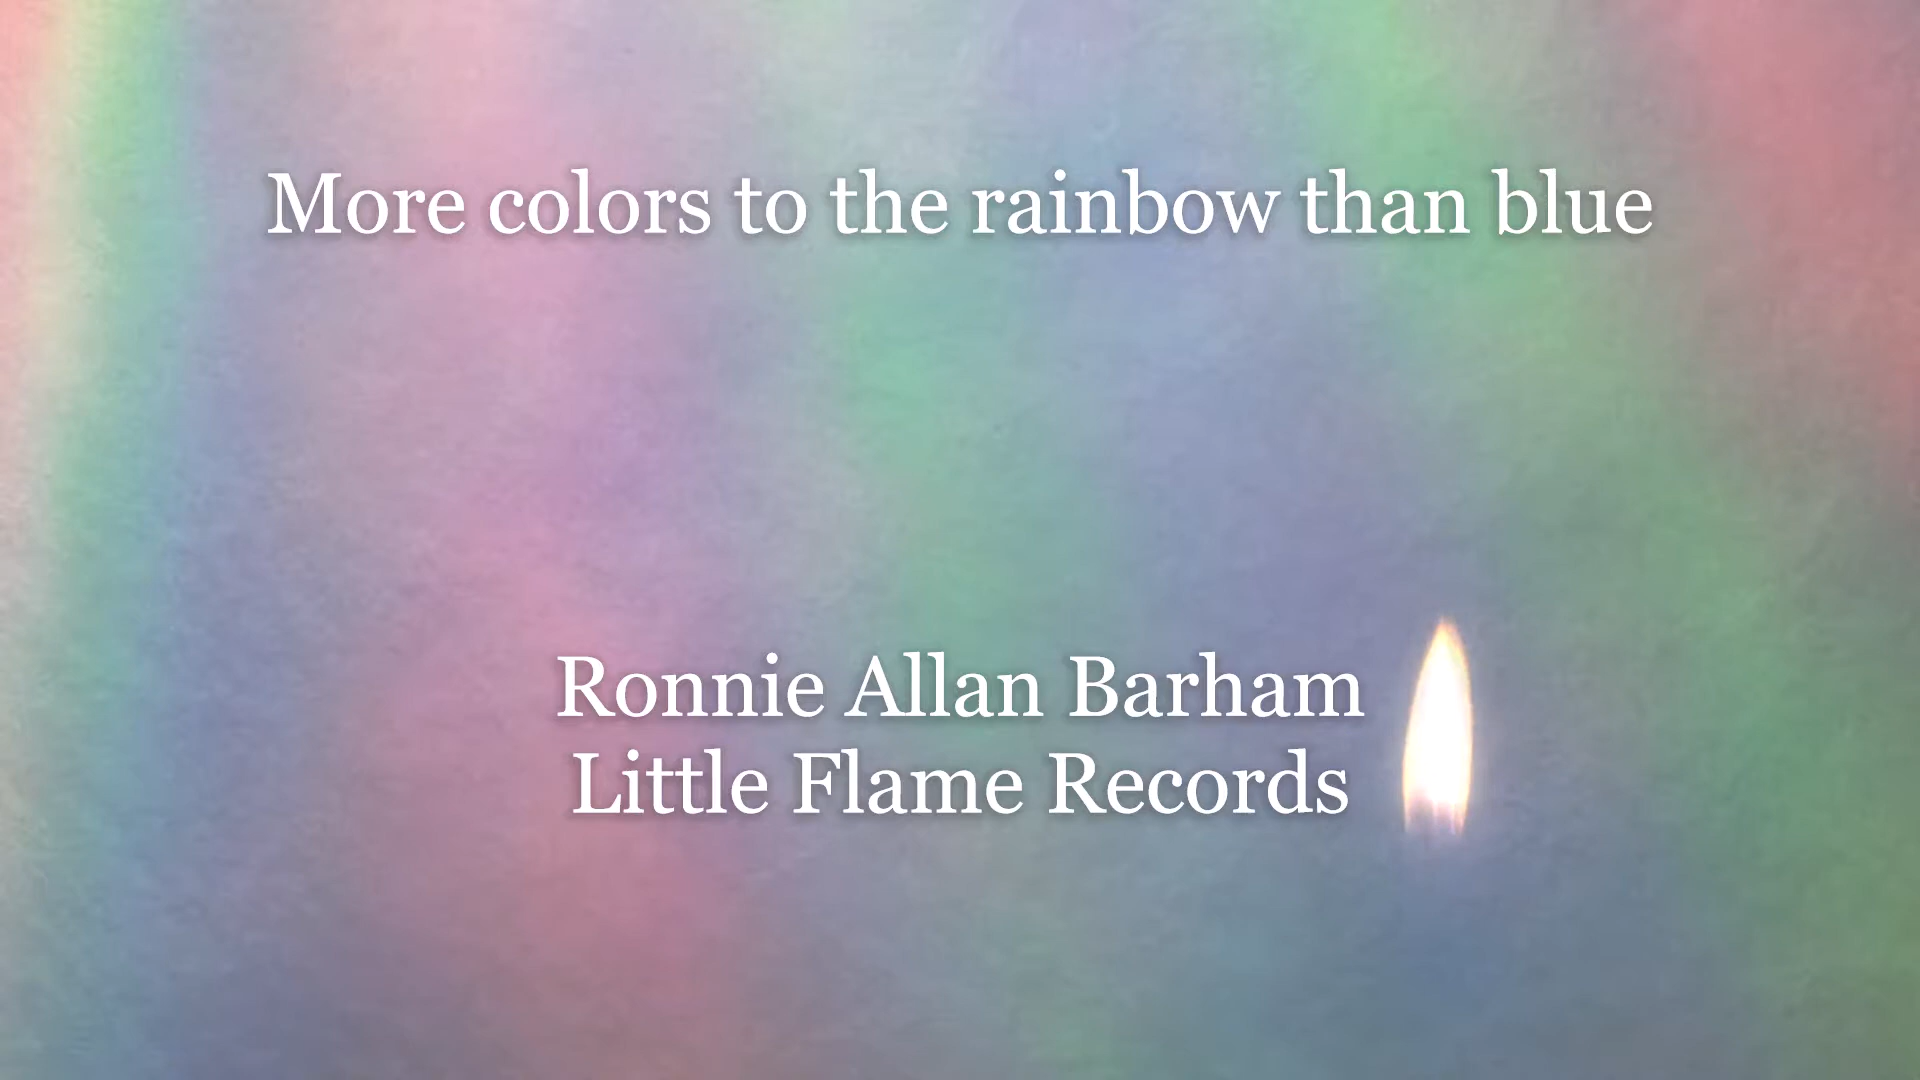 More colors to the rainbow than blue
Ronnie Allan Barham
Little Flame Records